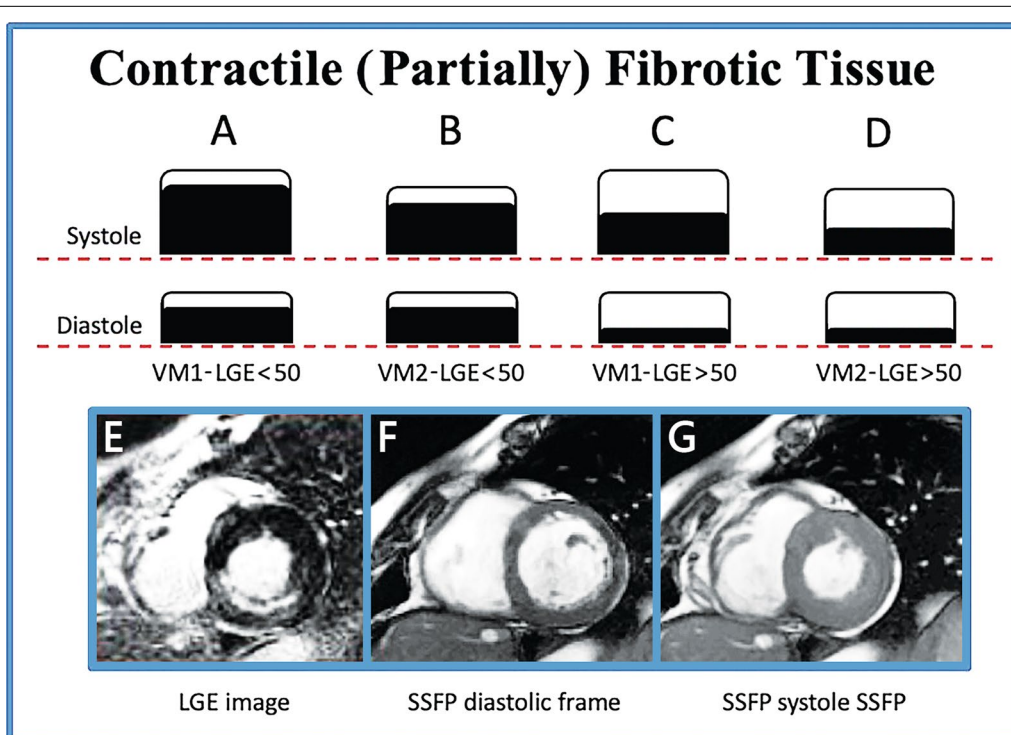 Contractile (Partially) Fibrotic Tissue
A B C D
Systole
Diastole
VM1-LGE<50 VM2-LGE<50 VM1-LGE>50 VM2-LGE>50
E F G
LGE image SSFP diastolic frame SSFP systole SSFP